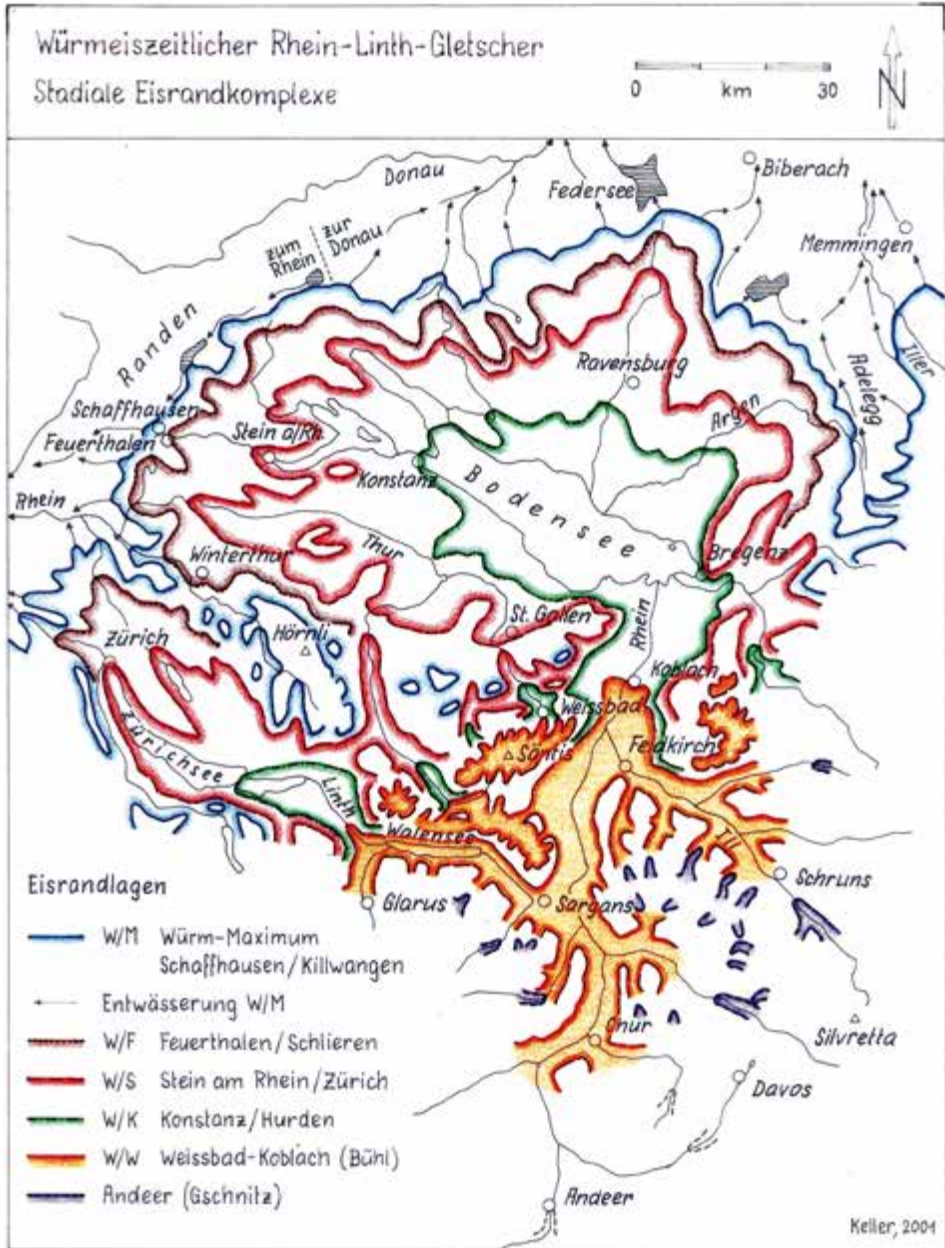 Würmeiszeitlicher Rhein-Linth-Gletscher
Stadiale Eisrandkomplexe
0 km 30
N
Donau
Federsee
Biberach
zum Rhein
zur Donau
Memmingen
Randen
Ravensburg
Adelegg
Iller
Schaffhausen
Feuerthalen
Stein a/Rh.
Argen
Konstanz
Bodensee
Rhein
Thur
Bregenz
Winterthur
St. Gallen
Rhein
Zürich
Hörnli
Koblach
Weissbad
Zürichsee
Säntis
Feldkirch
Linth
Walensee
Ill
Schruns
Glarus
Sargans
Chur
Silvretta
Davos
Andeer
Eisrandlagen
W/M Würm-Maximum
Schaffhausen/Killwangen
Entwässerung W/M
W/F Feuerthalen/Schlieren
W/S Stein am Rhein/Zürich
W/K Konstanz/Hurden
W/W Weissbad-Koblach (Bühl)
Andeer (Gschnitz)
Keller, 2001